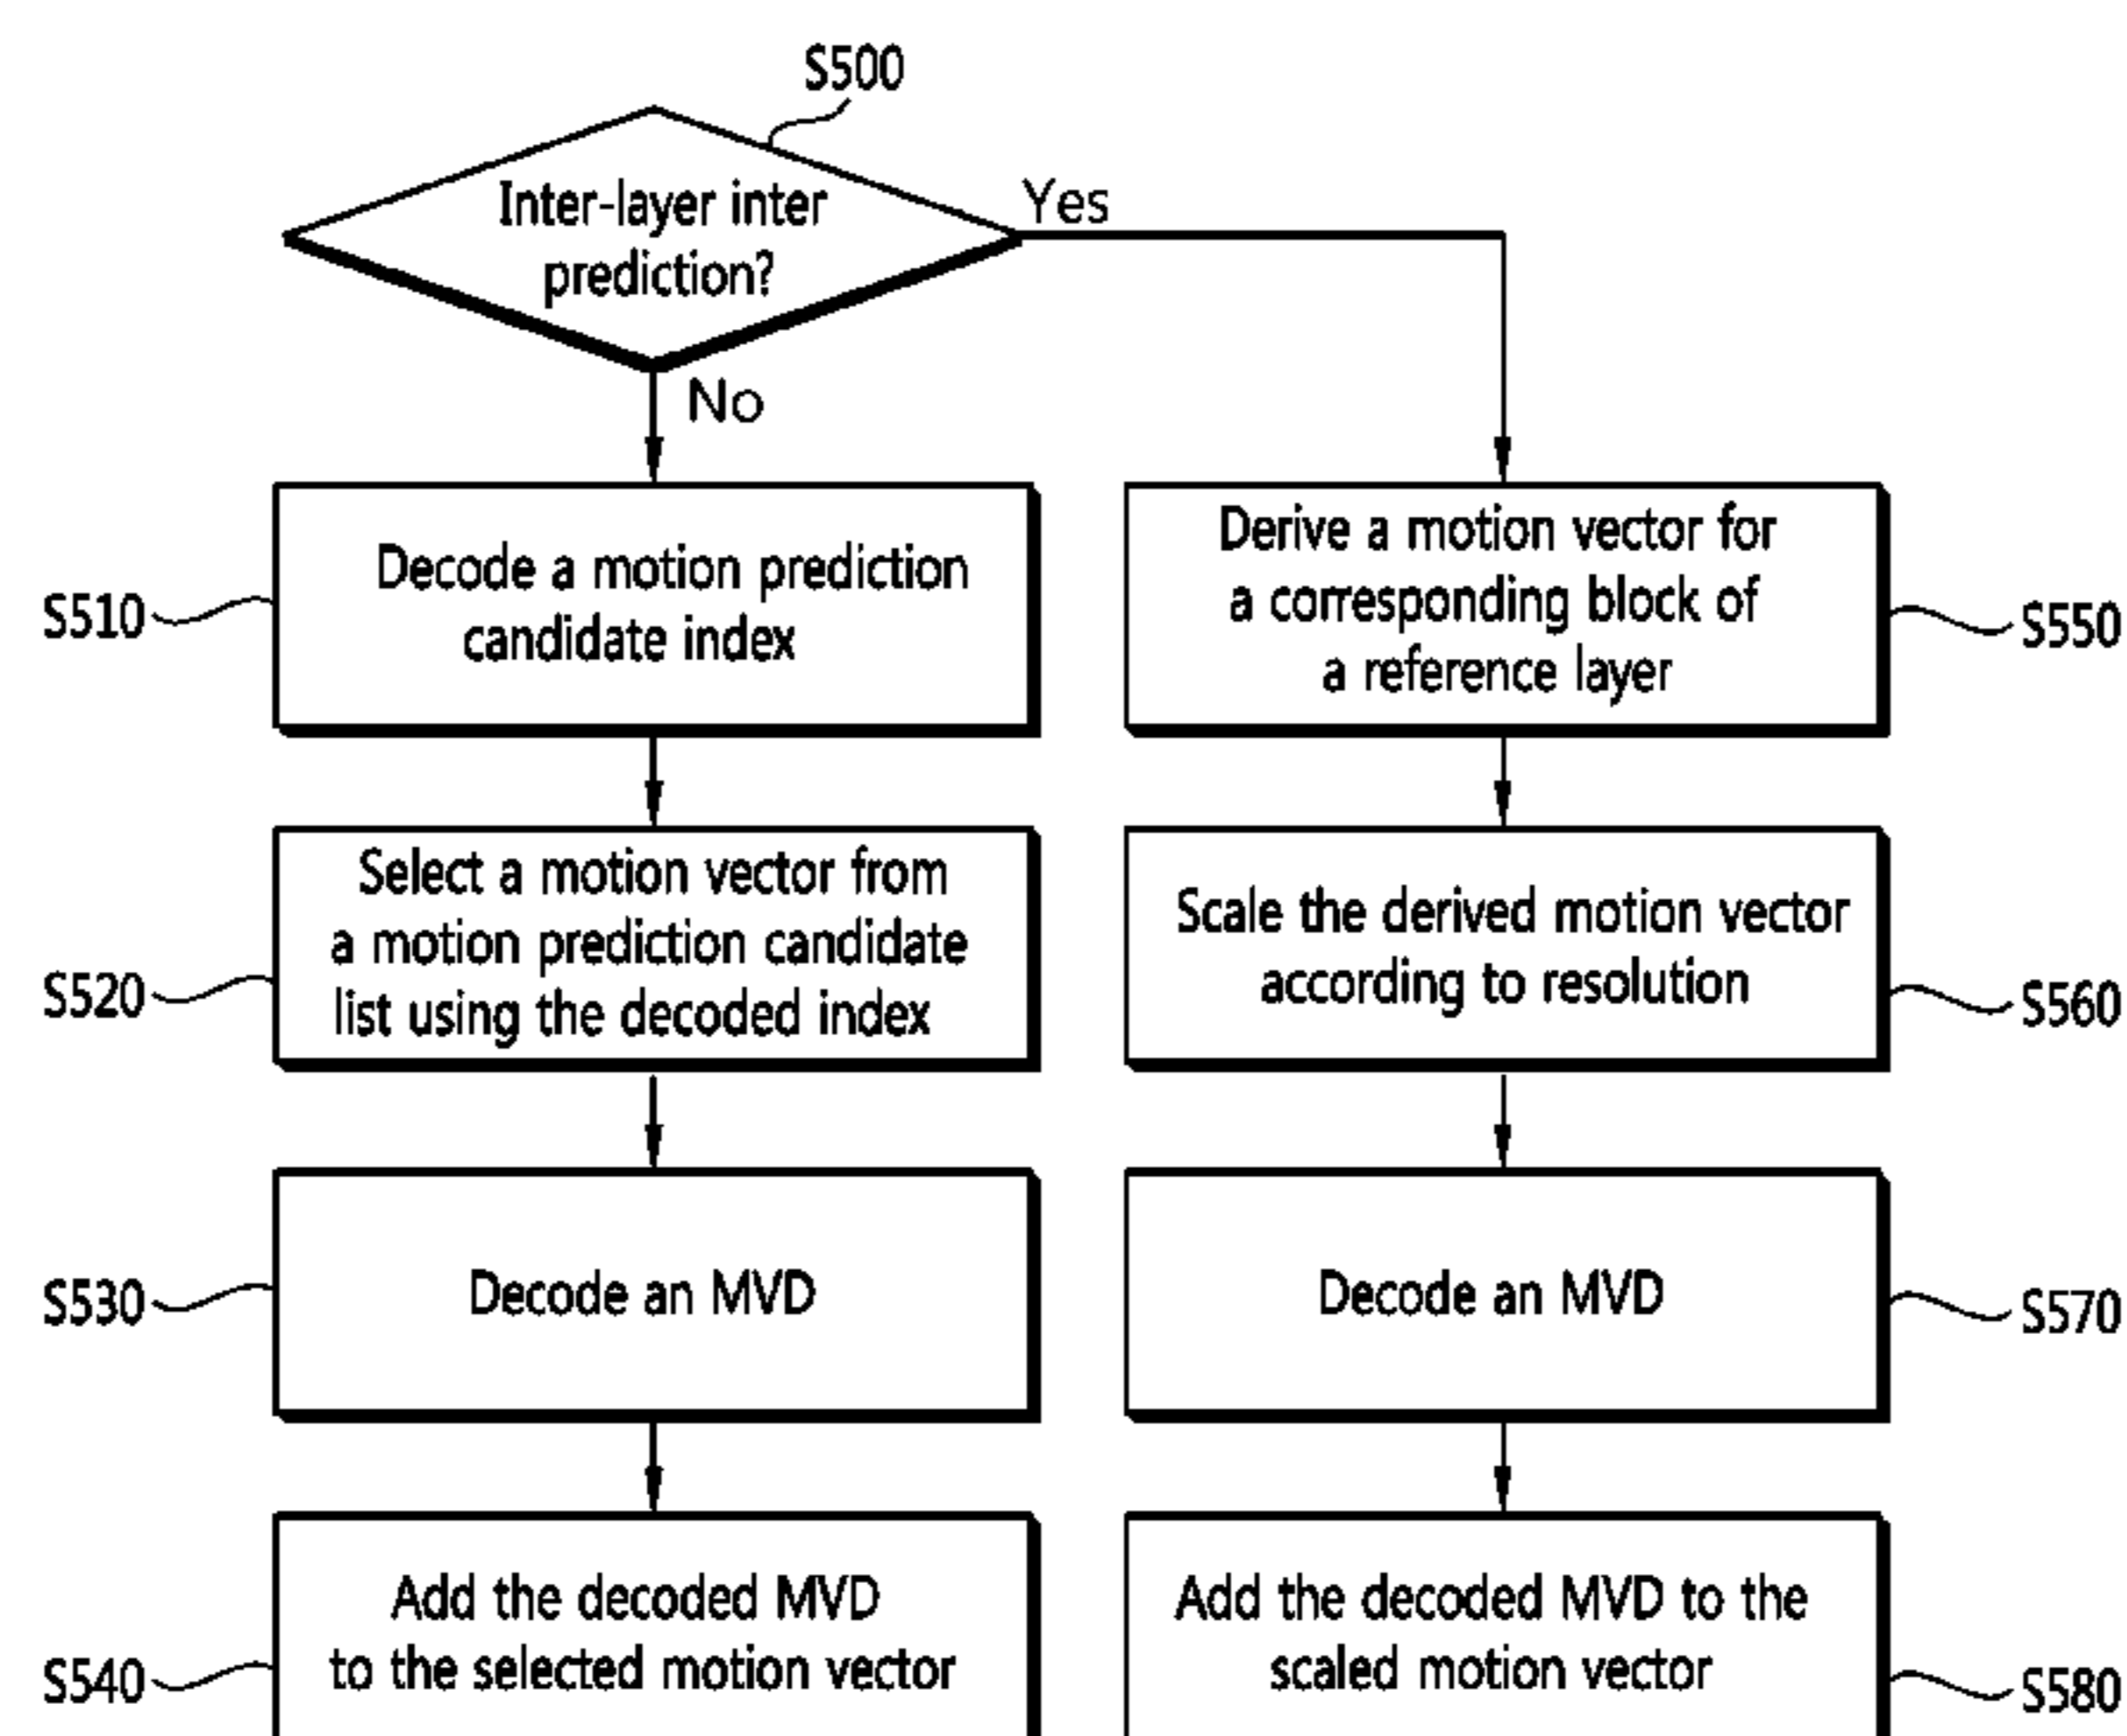 S500
Inter-layer inter
prediction?
Yes
No
S510
Decode a motion prediction
candidate index
Derive a motion vector for
a corresponding block of
a reference layer
S550
S520
Select a motion vector from
a motion prediction candidate
list using the decoded index
Scale the derived motion vector
according to resolution
S560
S530
Decode an MVD
Decode an MVD
S570
S540
Add the decoded MVD
to the selected motion vector
Add the decoded MVD to the
scaled motion vector
S580